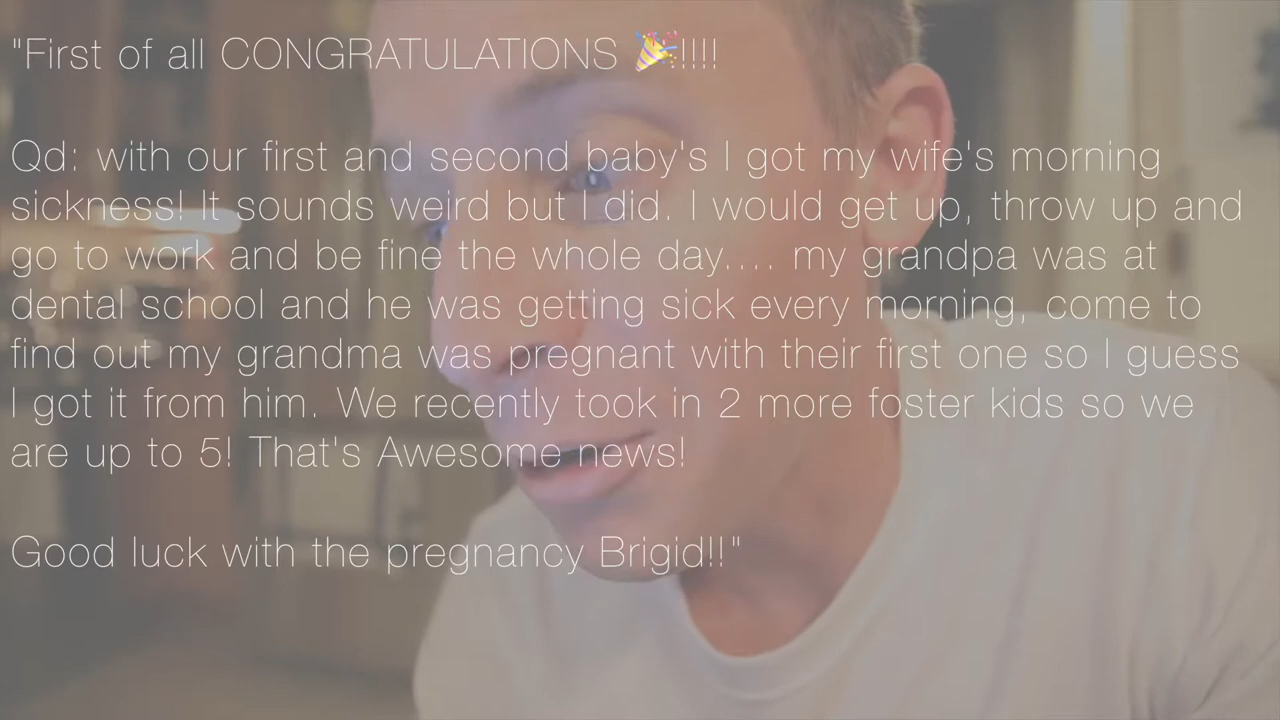 "First of all CONGRATULATIONS 🎉!!!!
Qd: with our first and second baby's I got my wife's morning
sickness! It sounds weird but I did. I would get up, throw up and
go to work and be fine the whole day.... my grandpa was at
dental school and he was getting sick every morning, come to
find out my grandma was pregnant with their first one so I guess
I got it from him. We recently took in 2 more foster kids so we
are up to 5! That's Awesome news!
Good luck with the pregnancy Brigid!!"